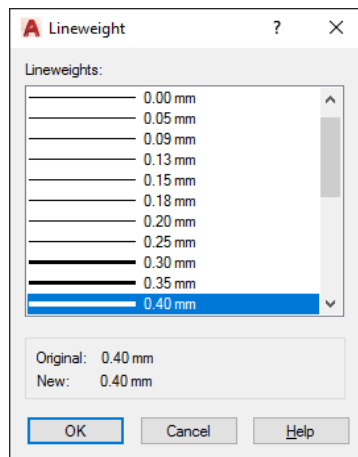 Lineweight
?
Lineweights:
0.00 mm
0.05 mm
0.09 mm
0.13 mm
0.15 mm
0.18 mm
0.20 mm
0.25 mm
0.30 mm
0.35 mm
0.40 mm
Original: 0.40 mm
New: 0.40 mm
OK Cancel Help